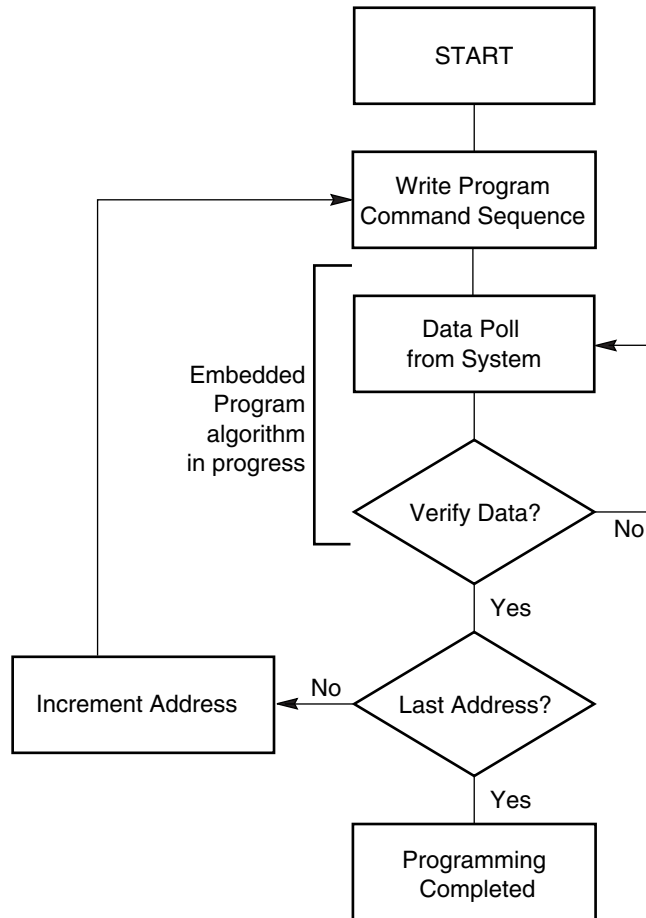 START
Write Program
Command Sequence
Data Poll
from System
Embedded
Program
algorithm
in progress
Verify Data?
No
Yes
Increment Address
No
Last Address?
Yes
Programming
Completed